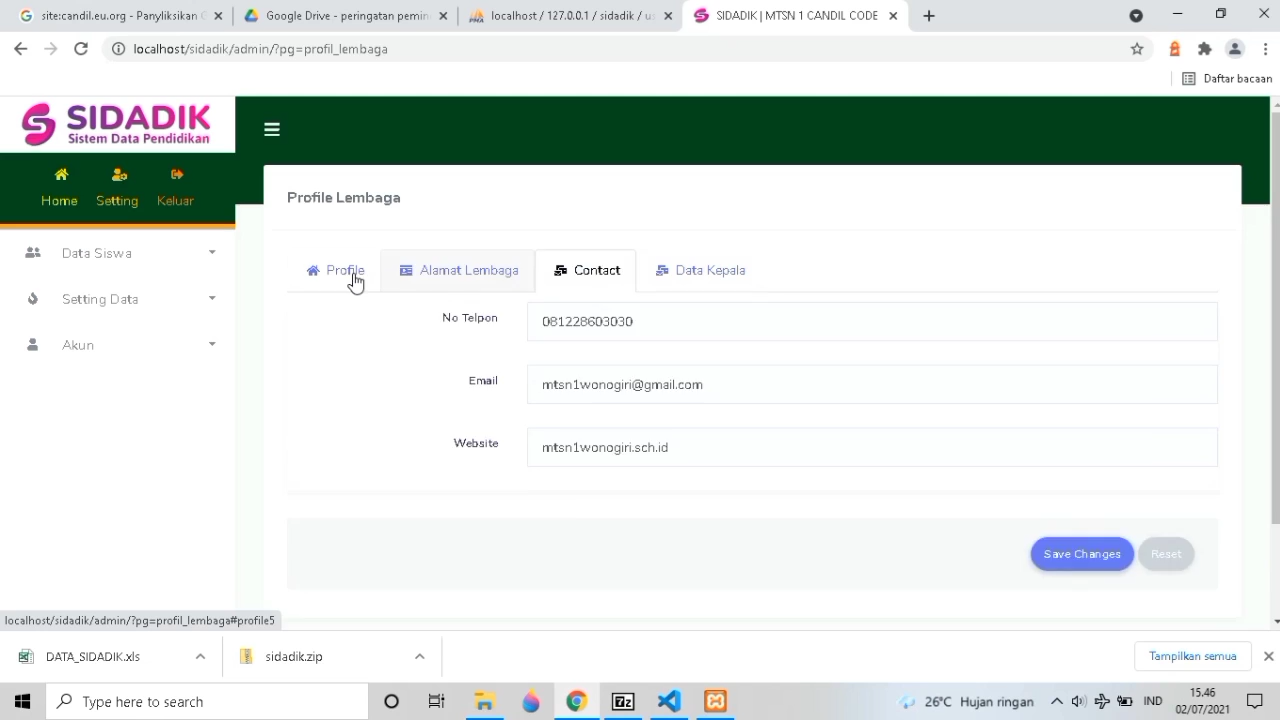 site:candil.eu.org - Panyliksikan G
Google Drive - peringatan pemin
localhost / 127.0.0.1 / sidadik / u
SIDADIK | MTSN 1 CANDIL CODE
localhost/sidadik/admin/?pg=profil_lembaga
Daftar bacaan
SIDADIK
Sistem Data Pendidikan
Home
Setting
Keluar
Data Siswa
Setting Data
Akun
Profile Lembaga
Profile
Alamat Lembaga
Contact
Data Kepala
No Telpon
081228603030
Email
mtsn1wonogiri@gmail.com
Website
mtsn1wonogiri.sch.id
Save Changes
Reset
localhost/sidadik/admin/?pg=profil_lembaga#profile5
DATA_SIDADIK.xls
sidadik.zip
Tampilkan semua
Type here to search
7z
26°C Hujan ringan
IND
15.46
02/07/2021